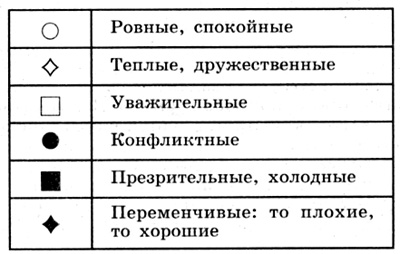 Ровные, спокойные
Теплые, дружественные
Уважительные
Конфликтные
Презрительные, холодные
Переменчивые: то плохие,
то хорошие